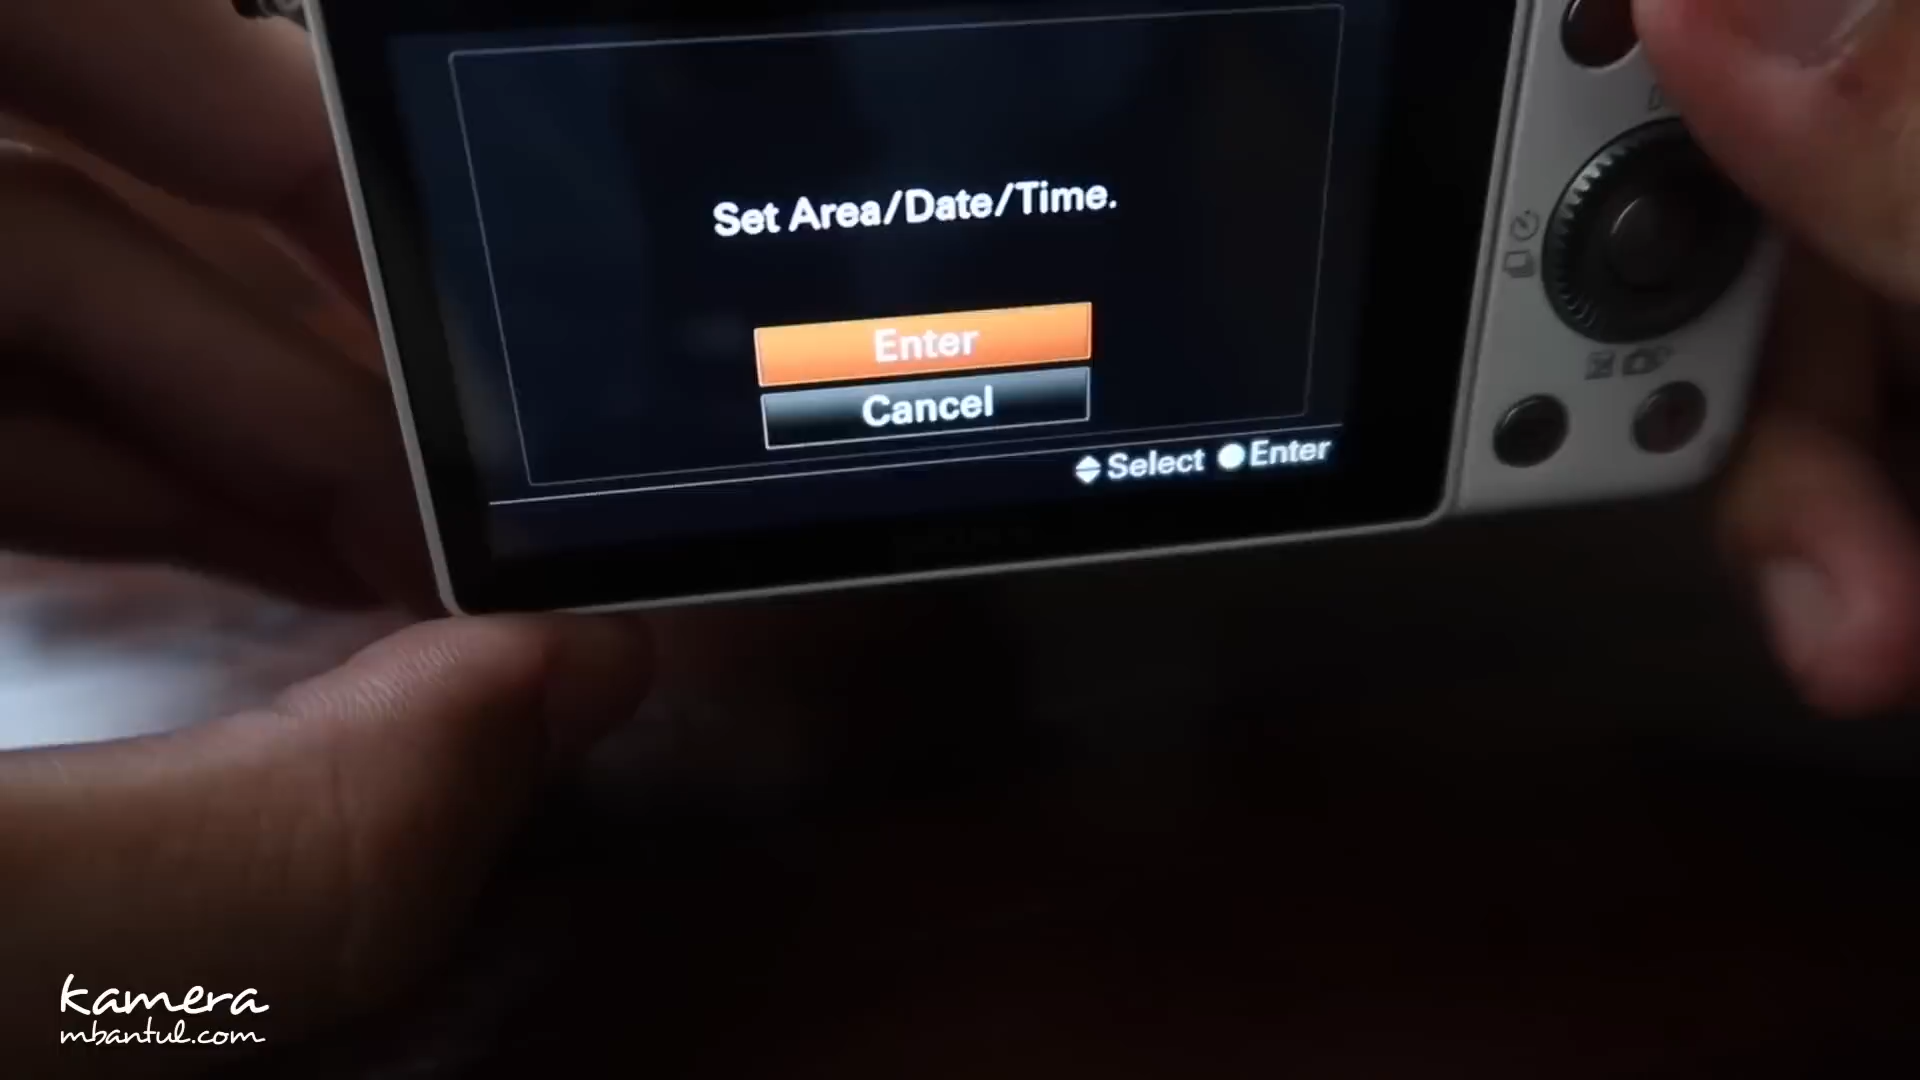 Set Area/Date/Time.
Enter
Cancel
Select Enter
kamera
mbantul.com